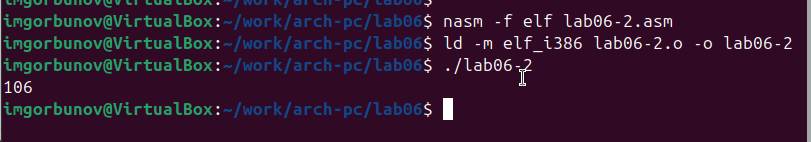 imgorbunov@VirtualBox:~/work/arch-pc/lab06$ nasm -f elf lab06-2.asm
imgorbunov@VirtualBox:~/work/arch-pc/lab06$ ld -m elf_i386 lab06-2.o -o lab06-2
imgorbunov@VirtualBox:~/work/arch-pc/lab06$ ./lab06-2
106
imgorbunov@VirtualBox:~/work/arch-pc/lab06$